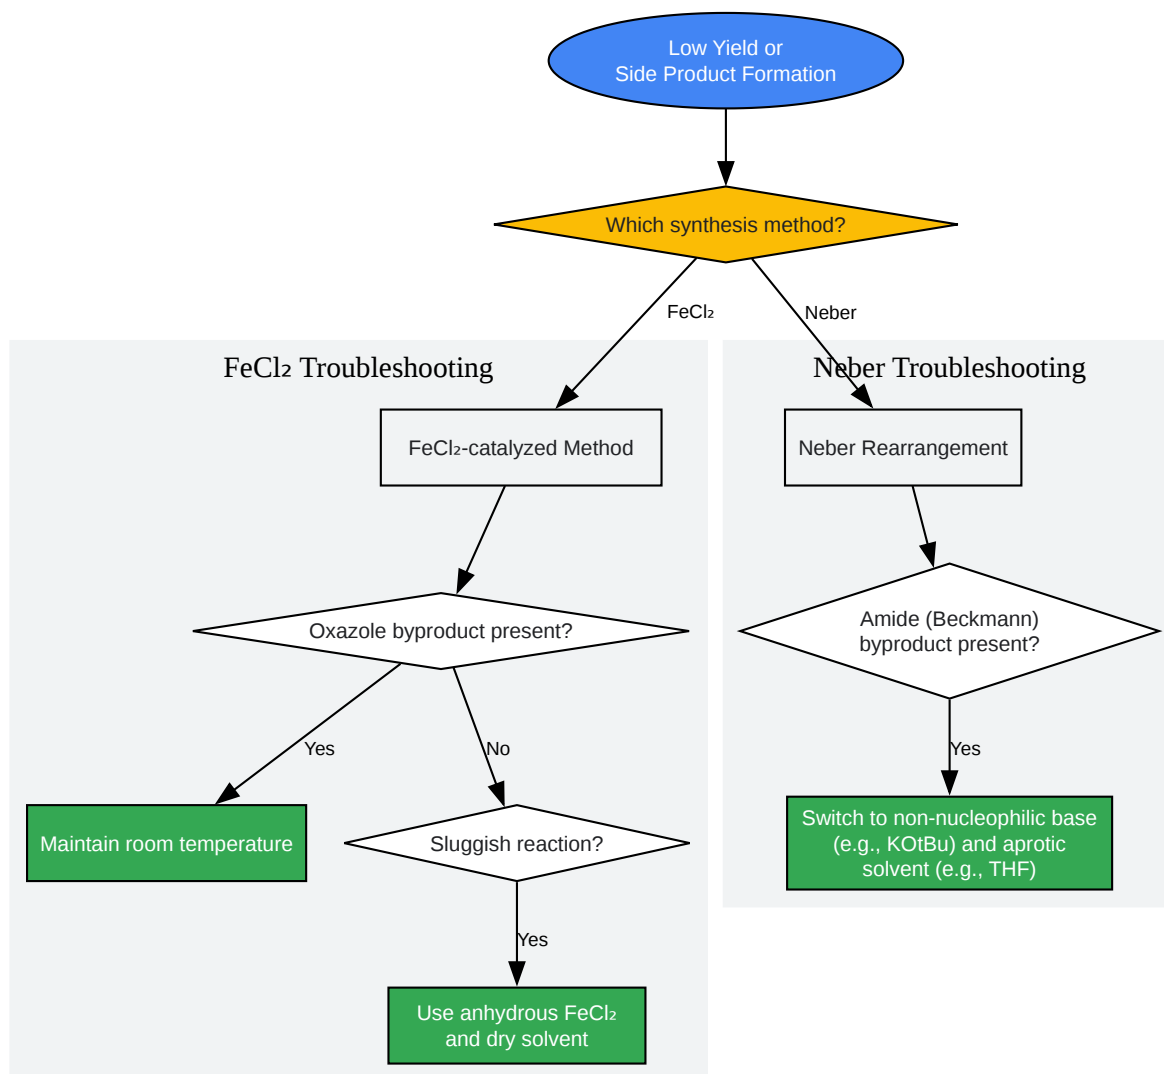 Low Yield or
Side Product Formation
Which synthesis method?
FeCl₂
Neber
FeCl₂ Troubleshooting
Neber Troubleshooting
FeCl₂-catalyzed Method
Neber Rearrangement
Oxazole byproduct present?
Amide (Beckmann)
byproduct present?
Yes
No
Yes
Maintain room temperature
Sluggish reaction?
Switch to non-nucleophilic base
(e.g., KOtBu) and aprotic
solvent (e.g., THF)
Yes
Use anhydrous FeCl₂
and dry solvent